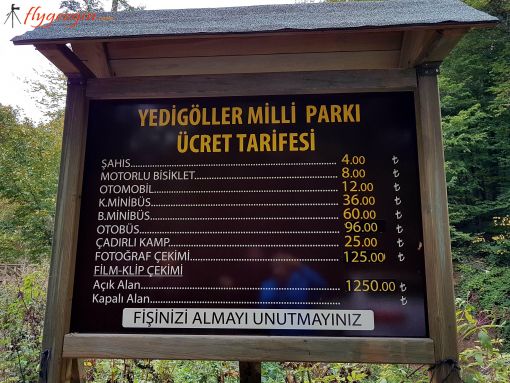 flygezgin.com
YEDİGÖLLER MİLLİ PARKI
ÜCRET TARİFESİ
ŞAHIS 4.00 ₺
MOTORLU BİSİKLET 8.00 ₺
OTOMOBİL 12.00 ₺
K.MİNİBÜS 36.00 ₺
B.MİNİBÜS 60.00 ₺
OTOBÜS 96.00 ₺
ÇADIRLI KAMP 25.00 ₺
FOTOĞRAF ÇEKİMİ 125.00 ₺
FİLM-KLİP ÇEKİMİ
Açık Alan 1250.00 ₺
Kapalı Alan ₺
FİŞİNİZİ ALMAYI UNUTMAYINIZ